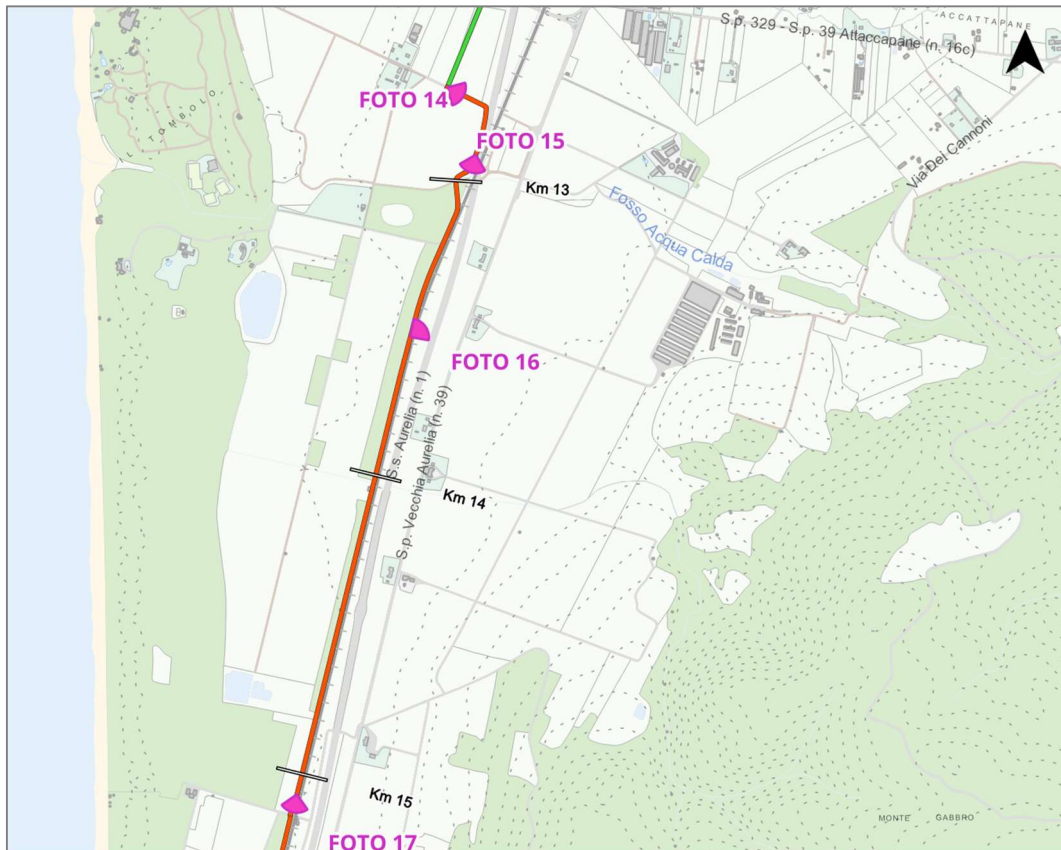 ACCATTAPANE
S.p. 329 - S.p. 39 Attaccapane (n. 16c)
FOTO 14
IL TOMBOLO
FOTO 15
Via Dei Cannoni
Km 13
Fosso Acqua Calda
FOTO 16
S.s. Aurelia (n. 1)
S.p. Vecchia Aurelia (n. 39)
Km 14
Km 15
MONTE GABBRO
FOTO 17